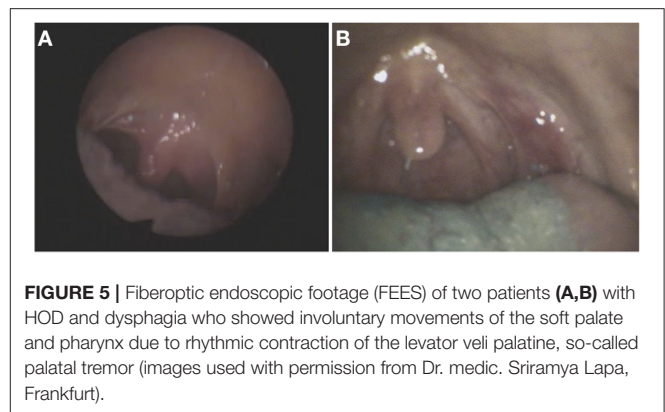 A
B
FIGURE 5 | Fiberoptic endoscopic footage (FEES) of two patients (A,B) with
HOD and dysphagia who showed involuntary movements of the soft palate
and pharynx due to rhythmic contraction of the levator veli palatine, so-called
palatal tremor (images used with permission from Dr. medic. Sriramya Lapa,
Frankfurt).